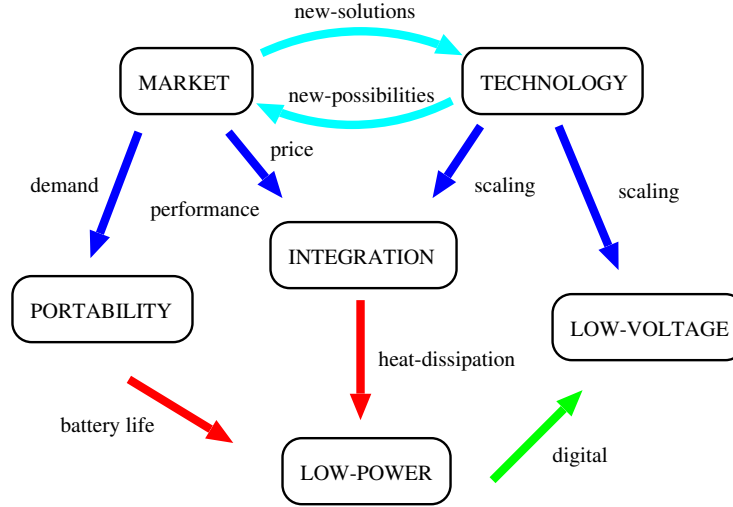 new-solutions
MARKET
TECHNOLOGY
new-possibilities
price
demand
scaling
scaling
performance
INTEGRATION
PORTABILITY
LOW-VOLTAGE
heat-dissipation
battery life
digital
LOW-POWER